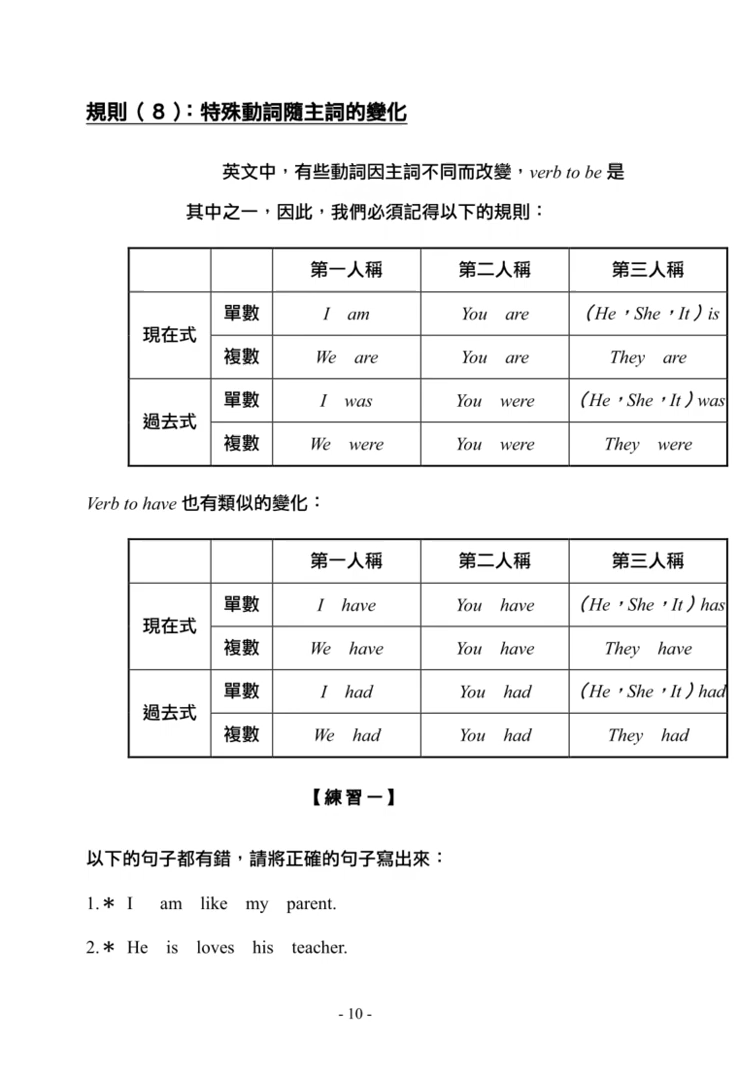 規則（８）：特殊動詞隨主詞的變化
英文中，有些動詞因主詞不同而改變，verb to be 是
其中之一，因此，我們必須記得以下的規則：
第一人稱 第二人稱 第三人稱
現在式 單數 I am You are （He，She，It）is
複數 We are You are They are
過去式 單數 I was You were （He，She，It）was
複數 We were You were They were
Verb to have 也有類似的變化：
第一人稱 第二人稱 第三人稱
現在式 單數 I have You have （He，She，It）has
複數 We have You have They have
過去式 單數 I had You had （He，She，It）had
複數 We had You had They had
【練習一】
以下的句子都有錯，請將正確的句子寫出來：
1.＊ I am like my parent.
2.＊ He is loves his teacher.
- 10 -